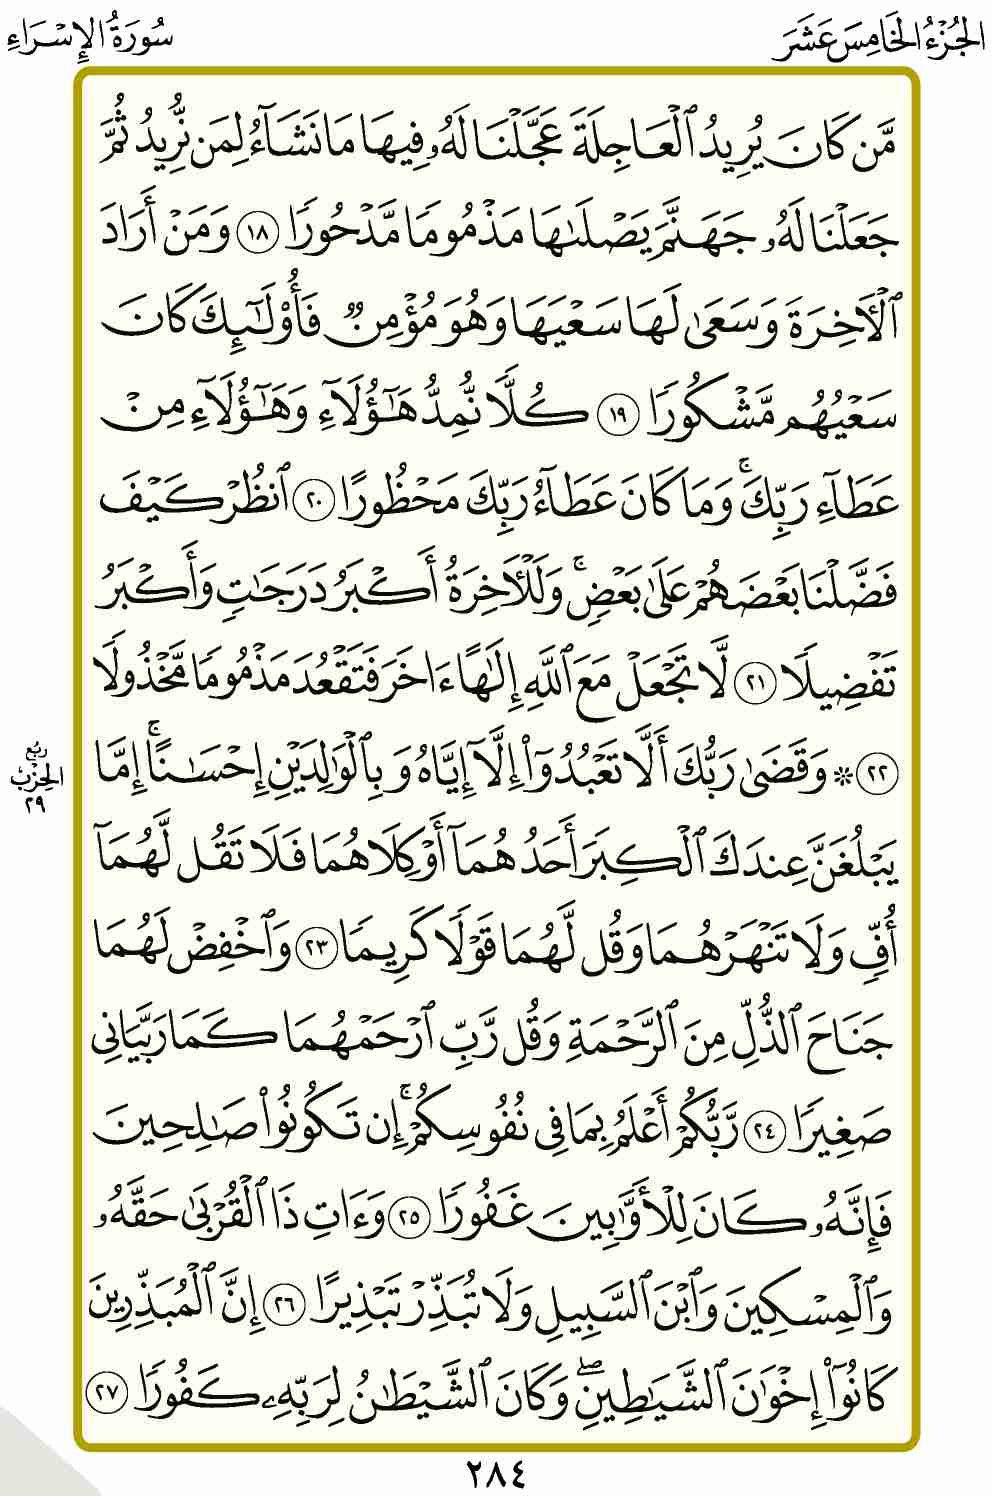 الجُزْءُ الخَامِسَ عَشَرَ
سُورَةُ الإِسْرَاءِ
مَّن كَانَ يُرِيدُ ٱلْعَاجِلَةَ عَجَّلْنَا لَهُۥ فِيهَا مَا نَشَآءُ لِمَن نُّرِيدُ ثُمَّ
جَعَلْنَا لَهُۥ جَهَنَّمَ يَصْلَىٰهَا مَذْمُومًا مَّدْحُورًا ١٨ وَمَنْ أَرَادَ
ٱلْأَخِرَةَ وَسَعَىٰ لَهَا سَعْيَهَا وَهُوَ مُؤْمِنٌ فَأُو۟لَـٰٓئِكَ كَانَ
سَعْيُهُم مَّشْكُورًا ١٩ كُلًّا نُّمِدُّ هَـٰٓؤُلَآءِ وَهَـٰٓؤُلَآءِ مِنْ
عَطَآءِ رَبِّكَ ۚ وَمَا كَانَ عَطَآءُ رَبِّكَ مَحْظُورًا ٢٠ ٱنظُرْ كَيْفَ
فَضَّلْنَا بَعْضَهُمْ عَلَىٰ بَعْضٍ ۚ وَلَلْأَخِرَةُ أَكْبَرُ دَرَجَـٰتٍ وَأَكْبَرُ
تَفْضِيلًا ٢١ لَّا تَجْعَلْ مَعَ ٱللَّهِ إِلَـٰهًا ءَاخَرَ فَتَقْعُدَ مَذْمُومًا مَّخْذُولًا
٢٢ * وَقَضَىٰ رَبُّكَ أَلَّا تَعْبُدُوٓا۟ إِلَّآ إِيَّاهُ وَبِٱلْوَٰلِدَيْنِ إِحْسَـٰنًا ۚ إِمَّا
رُبُع
الحِزْب
٢٩
يَبْلُغَنَّ عِندَكَ ٱلْكِبَرَ أَحَدُهُمَآ أَوْ كِلَاهُمَا فَلَا تَقُل لَّهُمَآ
أُفٍّ وَلَا تَنْهَرْهُمَا وَقُل لَّهُمَا قَوْلًا كَرِيمًا ٢٣ وَٱخْفِضْ لَهُمَا
جَنَاحَ ٱلذُّلِّ مِنَ ٱلرَّحْمَةِ وَقُل رَّبِّ ٱرْحَمْهُمَا كَمَا رَبَّيَانِى
صَغِيرًا ٢٤ رَّبُّكُمْ أَعْلَمُ بِمَا فِى نُفُوسِكُمْ ۚ إِن تَكُونُوا۟ صَـٰلِحِينَ
فَإِنَّهُۥ كَانَ لِلْأَوَّٰبِينَ غَفُورًا ٢٥ وَءَاتِ ذَا ٱلْقُرْبَىٰ حَقَّهُۥ
وَٱلْمِسْكِينَ وَٱبْنَ ٱلسَّبِيلِ وَلَا تُبَذِّرْ تَبْذِيرًا ٢٦ إِنَّ ٱلْمُبَذِّرِينَ
كَانُوٓا۟ إِخْوَٰنَ ٱلشَّيَـٰطِينِ ۖ وَكَانَ ٱلشَّيْطَـٰنُ لِرَبِّهِۦ كَفُورًا ٢٧
٢٨٤